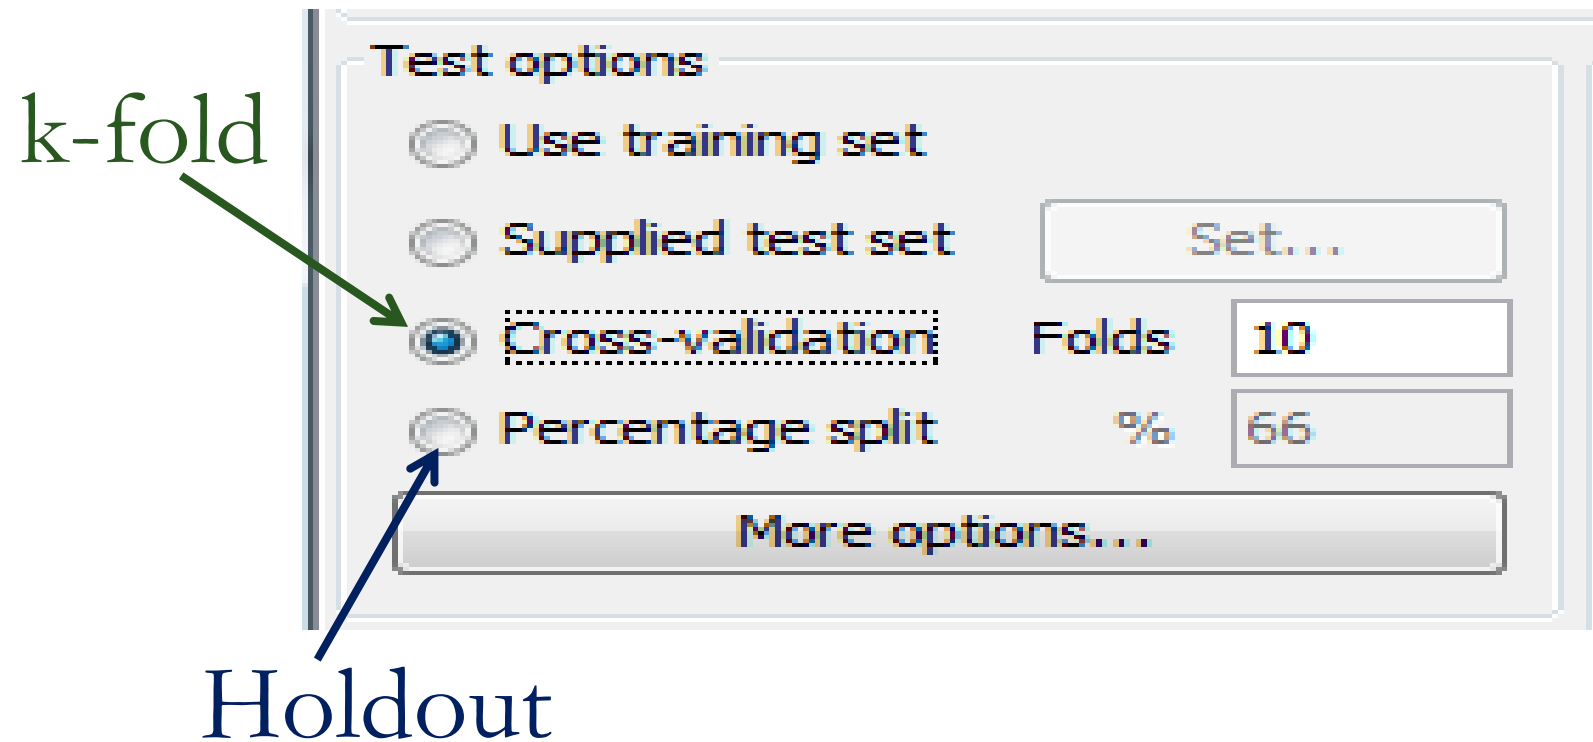 Test options
k-fold
Use training set
Supplied test set Set...
Cross-validation Folds 10
Percentage split % 66
More options...
Holdout